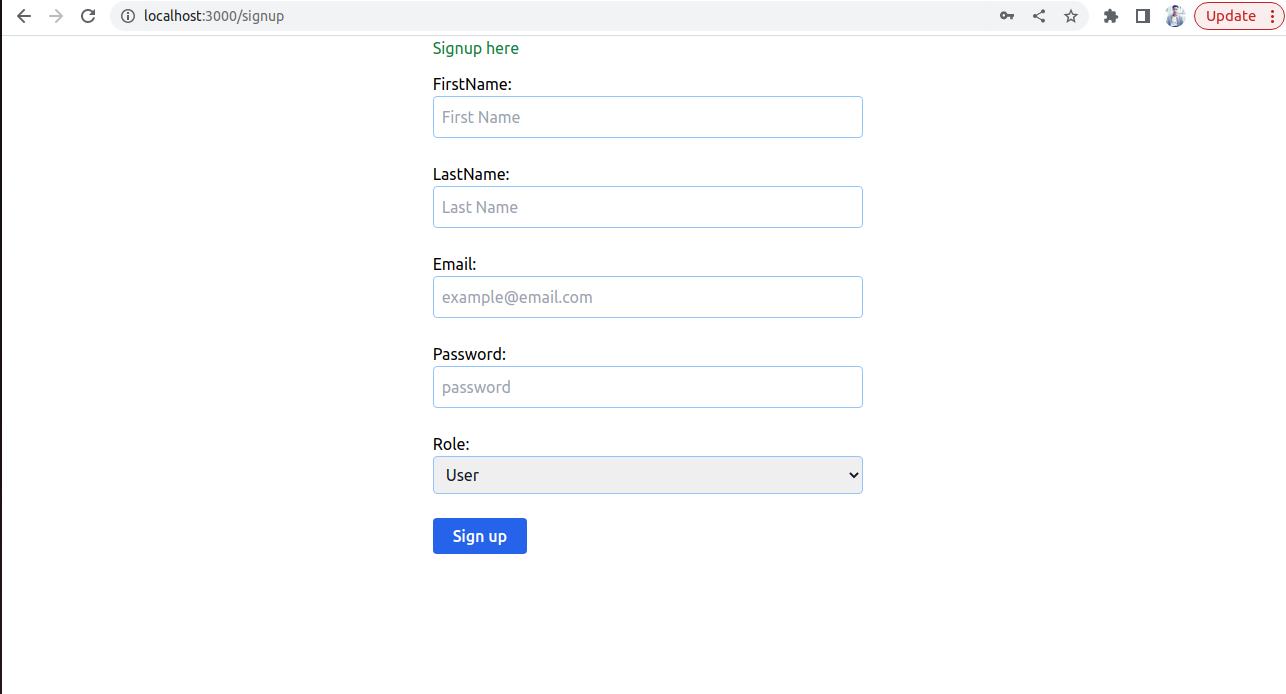 localhost:3000/signup
Update
Signup here
FirstName:
First Name
LastName:
Last Name
Email:
example@email.com
Password:
password
Role:
User
Sign up